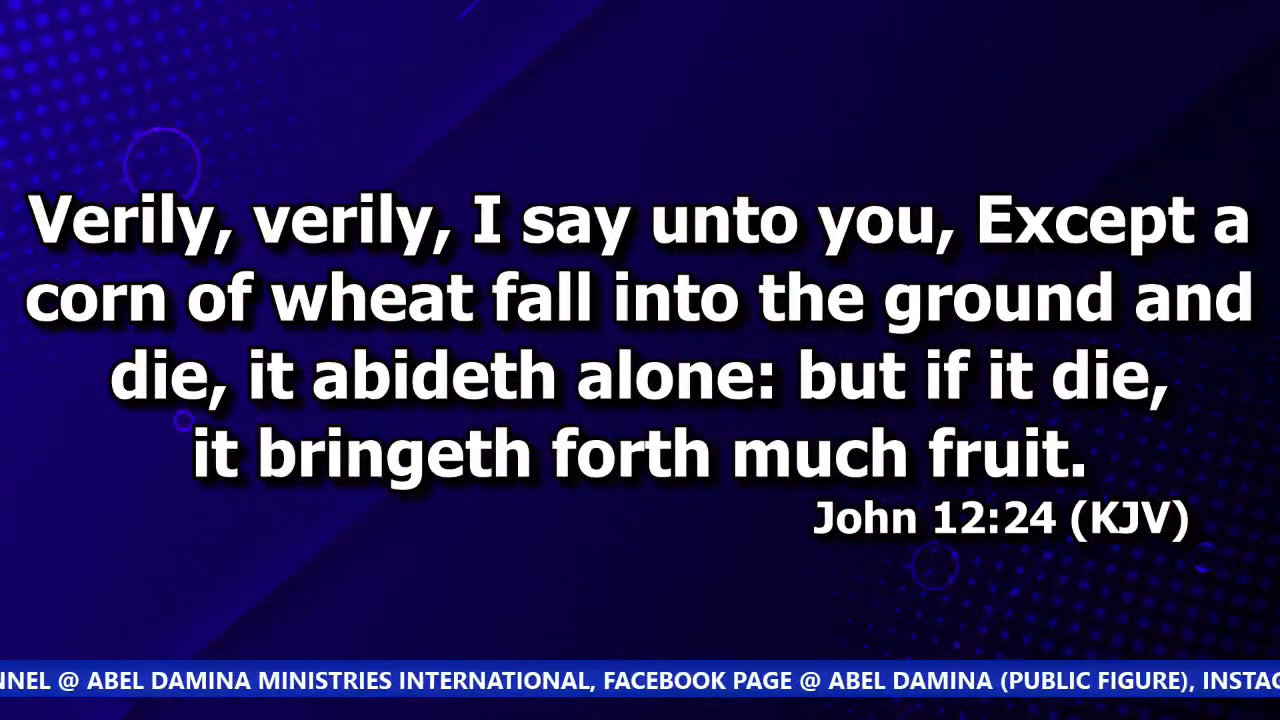 Verily, verily, I say unto you, Except a
corn of wheat fall into the ground and
die, it abideth alone: but if it die,
it bringeth forth much fruit.
John 12:24 (KJV)
@ ABEL DAMINA MINISTRIES INTERNATIONAL, FACEBOOK PAGE @ ABEL DAMINA (PUBLIC FIGURE),